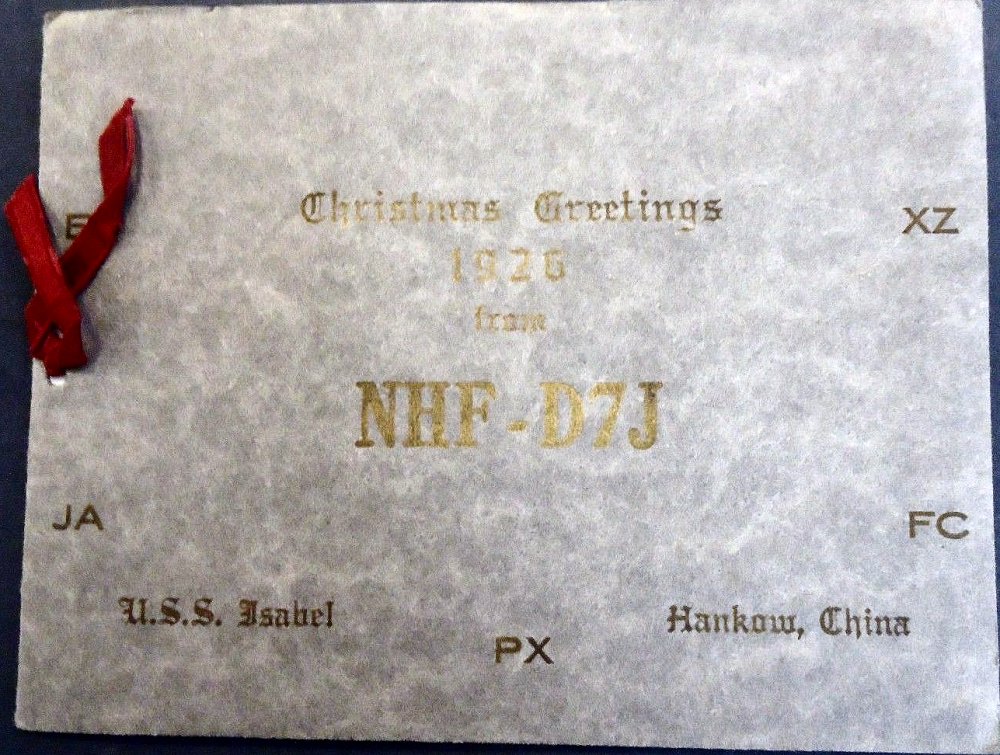 Christmas Greetings
XZ
1926
from
NHF-D7J
JA
FC
U.S.S. Isabel
Hankow, China
PX